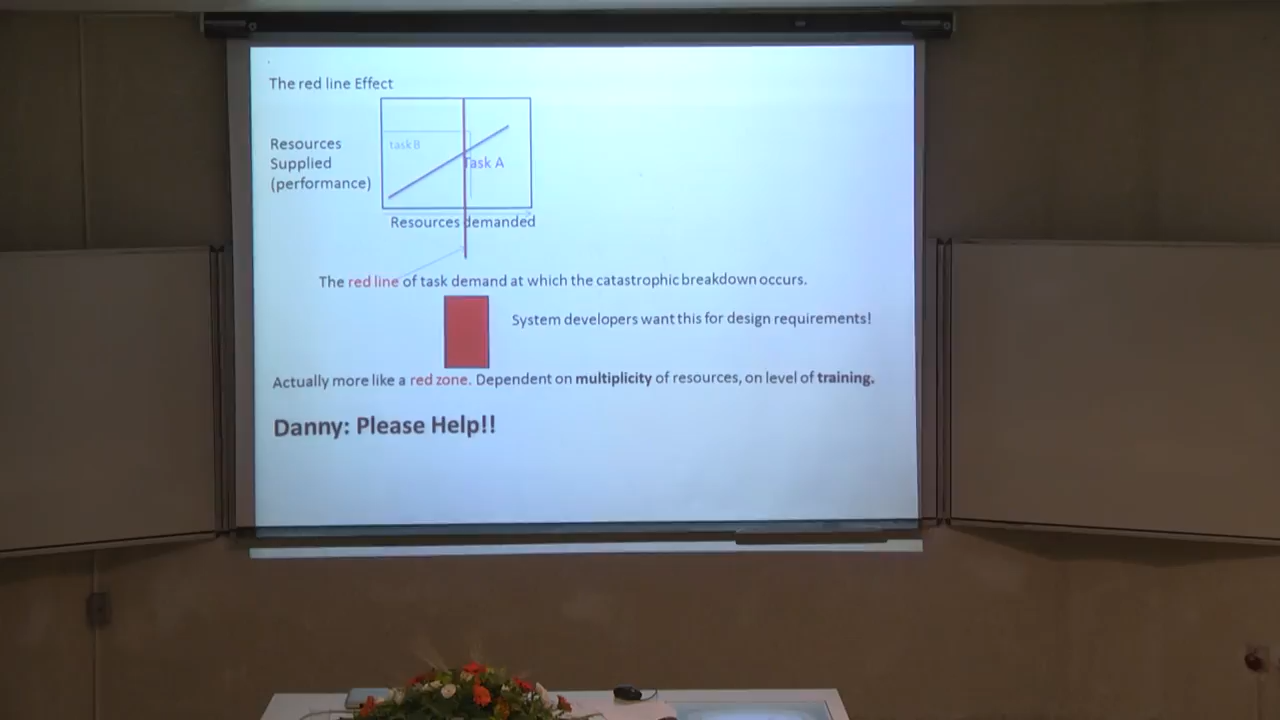 The red line Effect
Resources
Supplied
(performance)
task B
Task A
Resources demanded
The red line of task demand at which the catastrophic breakdown occurs.
System developers want this for design requirements!
Actually more like a red zone. Dependent on multiplicity of resources, on level of training.
Danny: Please Help!!